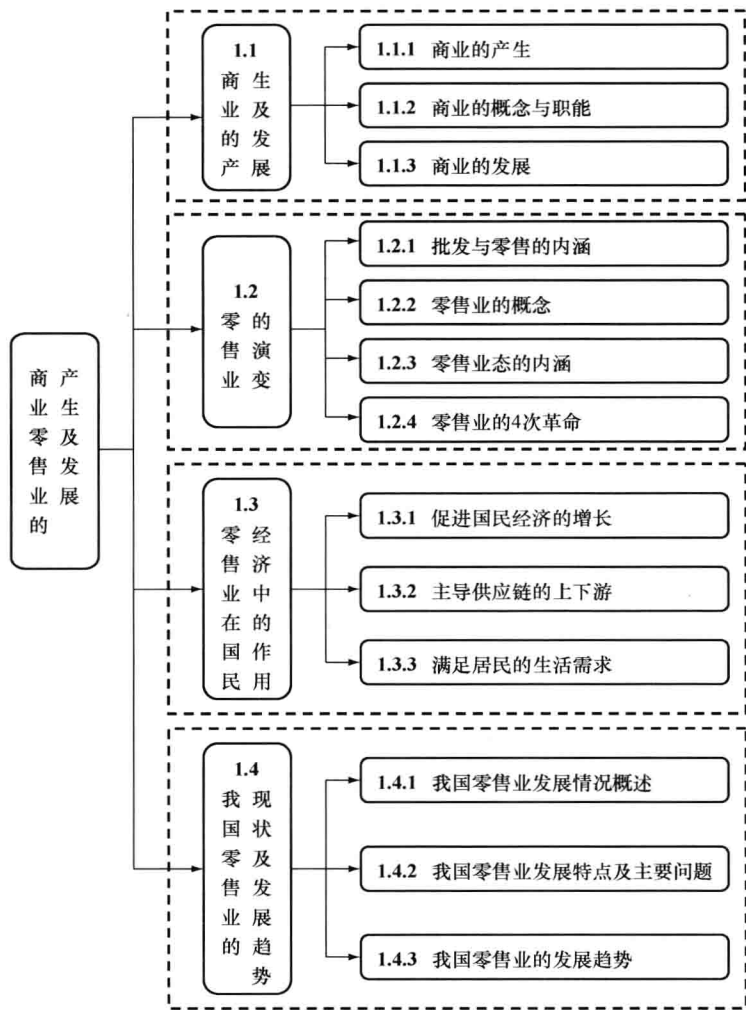 商业零售业的
产生及发展
1.1
商业的产
生及发展
1.1.1 商业的产生
1.1.2 商业的概念与职能
1.1.3 商业的发展
1.2
零售业
的演变
1.2.1 批发与零售的内涵
1.2.2 零售业的概念
1.2.3 零售业态的内涵
1.2.4 零售业的4次革命
1.3
零售业在国民
经济中的作用
1.3.1 促进国民经济的增长
1.3.2 主导供应链的上下游
1.3.3 满足居民的生活需求
1.4
我国零售业的
现状及发展趋势
1.4.1 我国零售业发展情况概述
1.4.2 我国零售业发展特点及主要问题
1.4.3 我国零售业的发展趋势